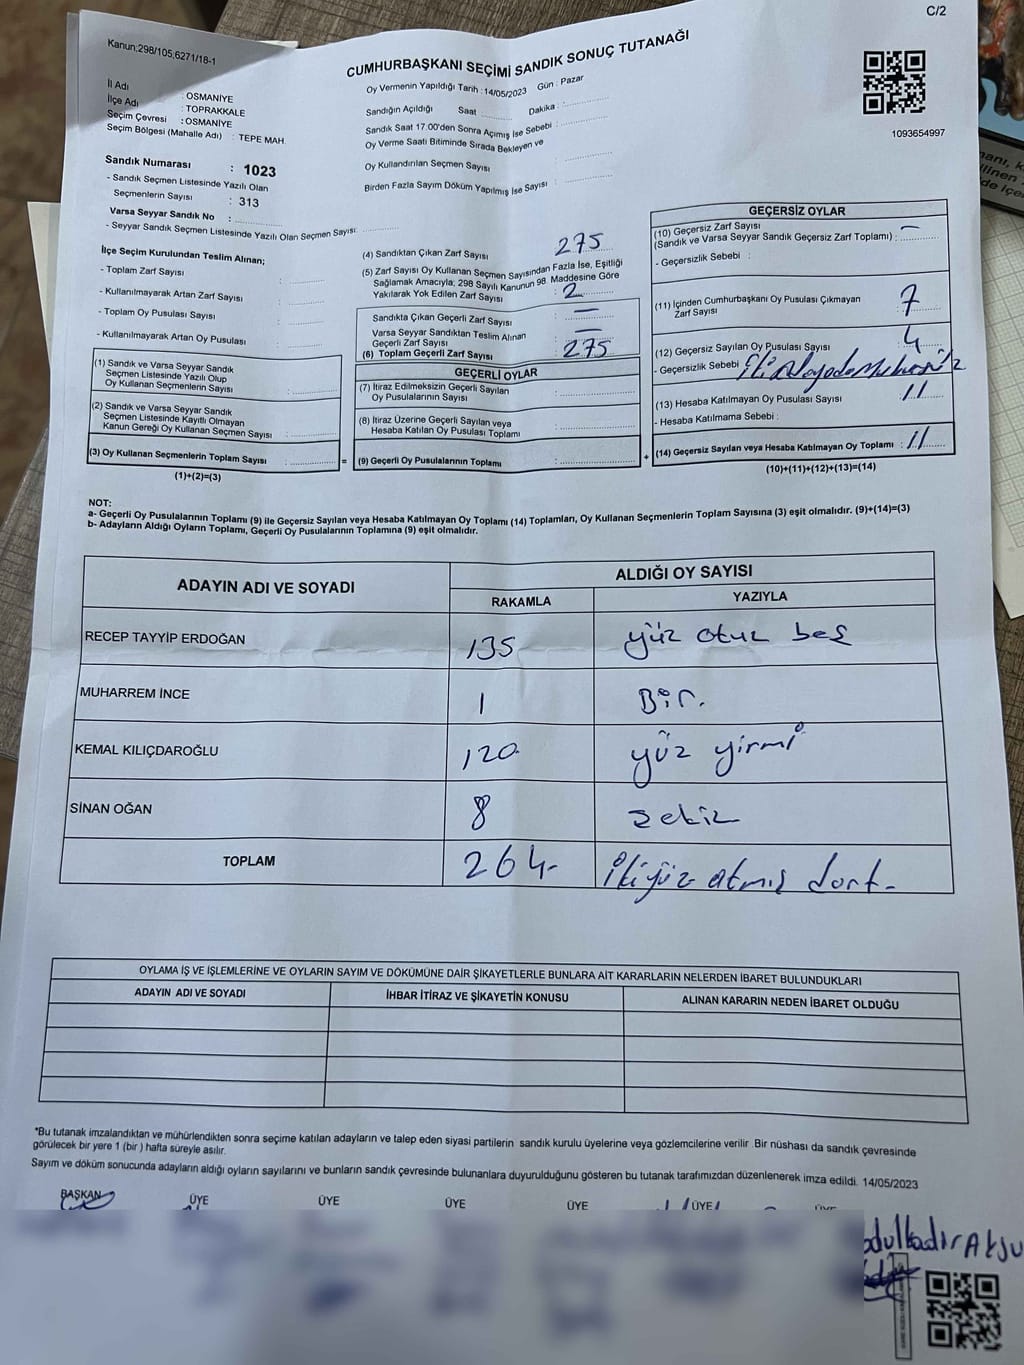 C/2
Kanun;298/105;6271/18-1
CUMHURBAŞKANI SEÇİMİ SANDIK SONUÇ TUTANAĞI
İl Adı : OSMANİYE
İlçe Adı : TOPRAKKALE
Seçim Çevresi : OSMANİYE
Seçim Bölgesi (Mahalle Adı) : TEPE MAH.
Oy Vermenin Yapıldığı Tarih : 14/05/2023 Gün : Pazar
Sandığın Açıldığı Saat Dakika :
Sandık Saat 17.00'den Sonra Açımış İse Sebebi :
Oy Verme Saati Bitiminde Sırada Bekleyen ve
Oy Kullandırılan Seçmen Sayısı :
Birden Fazla Sayım Döküm Yapılmış İse Sayısı :
1093654997
Sandık Numarası : 1023
- Sandık Seçmen Listesinde Yazılı Olan
Seçmenlerin Sayısı : 313
Varsa Seyyar Sandık No :
- Seyyar Sandık Seçmen Listesinde Yazılı Olan Seçmen Sayısı:
İlçe Seçim Kurulundan Teslim Alınan;
- Toplam Zarf Sayısı :
- Kullanılmayarak Artan Zarf Sayısı :
- Toplam Oy Pusulası Sayısı :
- Kullanılmayarak Artan Oy Pusulası :
(1) Sandık ve Varsa Seyyar Sandık
Seçmen Listesinde Yazılı Olup
Oy Kullanan Seçmenlerin Sayısı :
(2) Sandık ve Varsa Seyyar Sandık
Seçmen Listesinde Kayıtlı Olmayan
Kanun Gereği Oy Kullanan Seçmen Sayısı :
(3) Oy Kullanan Seçmenlerin Toplam Sayısı :
(1)+(2)=(3)
(4) Sandıktan Çıkan Zarf Sayısı 275
(5) Zarf Sayısı Oy Kullanan Seçmen Sayısından Fazla İse, Eşitliği
Sağlamak Amacıyla; 298 Sayılı Kanunun 98. Maddesine Göre
Yakılarak Yok Edilen Zarf Sayısı : 2
Sandıkta Çıkan Geçerli Zarf Sayısı : —
Varsa Seyyar Sandıktan Teslim Alınan
Geçerli Zarf Sayısı : —
(6) Toplam Geçerli Zarf Sayısı : 275
GEÇERLİ OYLAR
(7) İtiraz Edilmeksizin Geçerli Sayılan
Oy Pusulalarının Sayısı :
(8) İtiraz Üzerine Geçerli Sayılan veya
Hesaba Katılan Oy Pusulası Toplamı :
= (9) Geçerli Oy Pusulalarının Toplamı :
GEÇERSİZ OYLAR
(10) Geçersiz Zarf Sayısı
(Sandık ve Varsa Seyyar Sandık Geçersiz Zarf Toplamı) : —
- Geçersizlik Sebebi :
(11) İçinden Cumhurbaşkanı Oy Pusulası Çıkmayan
Zarf Sayısı : 7
(12) Geçersiz Sayılan Oy Pusulası Sayısı : 4
- Geçersizlik Sebebi
(13) Hesaba Katılmayan Oy Pusulası Sayısı : 11
- Hesaba Katılmama Sebebi :
+ (14) Geçersiz Sayılan veya Hesaba Katılmayan Oy Toplamı : 11
(10)+(11)+(12)+(13)=(14)
NOT:
a- Geçerli Oy Pusulalarının Toplamı (9) ile Geçersiz Sayılan veya Hesaba Katılmayan Oy Toplamı (14) Toplamları, Oy Kullanan Seçmenlerin Toplam Sayısına (3) eşit olmalıdır. (9)+(14)=(3)
b- Adayların Aldığı Oyların Toplamı, Geçerli Oy Pusulalarının Toplamına (9) eşit olmalıdır.
ADAYIN ADI VE SOYADI ALDIĞI OY SAYISI
RAKAMLA YAZIYLA
RECEP TAYYİP ERDOĞAN 135 yüz otuz beş
MUHARREM İNCE 1 Bir.
KEMAL KILIÇDAROĞLU 120 yüz yirmi
SİNAN OĞAN 8 sekiz
TOPLAM 264- ikiyüz atmış dört-
OYLAMA İŞ VE İŞLEMLERİNE VE OYLARIN SAYIM VE DÖKÜMÜNE DAİR ŞİKAYETLERLE BUNLARA AİT KARARLARIN NELERDEN İBARET BULUNDUKLARI
ADAYIN ADI VE SOYADI İHBAR İTİRAZ VE ŞİKAYETİN KONUSU ALINAN KARARIN NEDEN İBARET OLDUĞU
*Bu tutanak imzalandıktan ve mühürlendikten sonra seçime katılan adayların ve talep eden siyasi partilerin sandık kurulu üyelerine veya gözlemcilerine verilir .Bir nüshası da sandık çevresinde
görülecek bir yere 1 (bir ) hafta süreyle asılır.
Sayım ve döküm sonucunda adayların aldığı oyların sayılarını ve bunların sandık çevresinde bulunanlara duyurulduğunu gösteren bu tutanak tarafımızdan düzenlenerek imza edildi. 14/05/2023
BAŞKAN ÜYE ÜYE ÜYE ÜYE ÜYE ÜYE